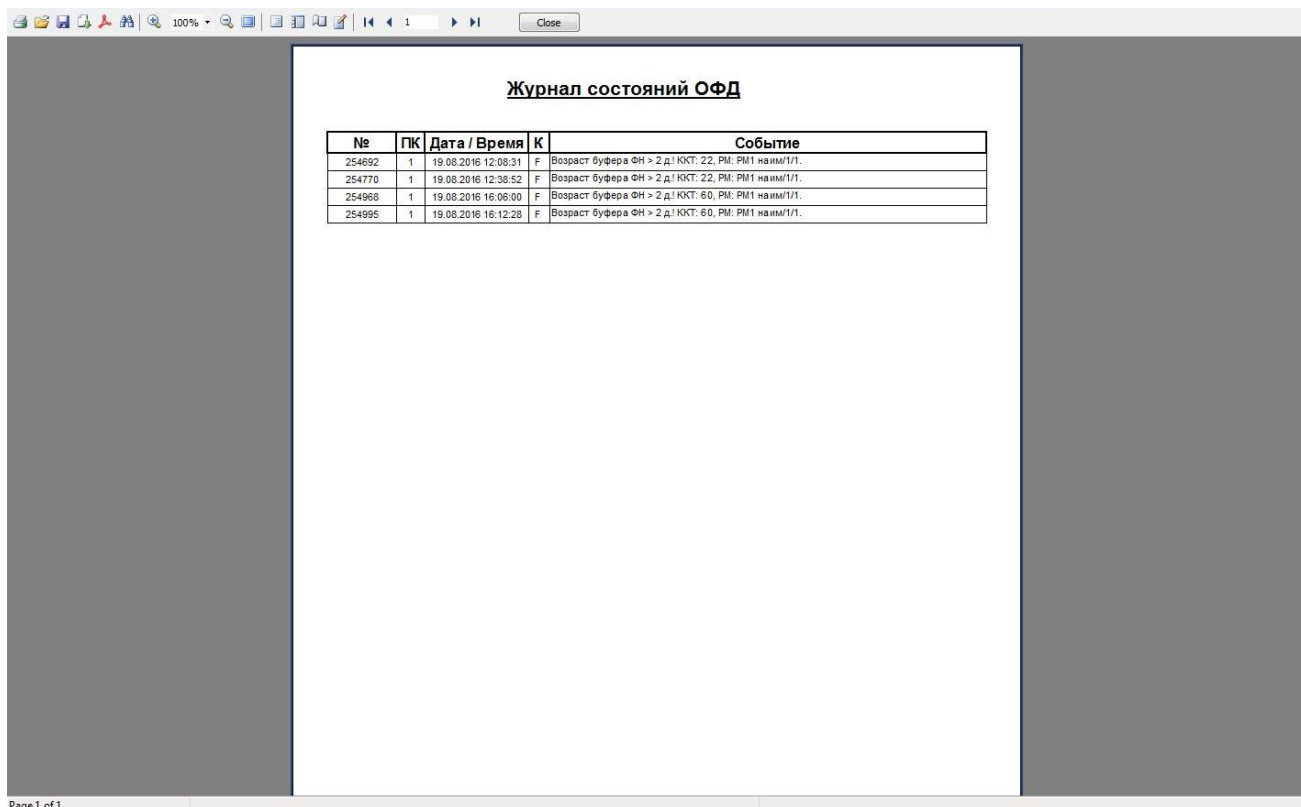 100%
1
Close
Журнал состояний ОФД
№ ПК Дата / Время К Событие
254692 1 19.08.2016 12:08:31 F Возраст буфера ФН > 2 д.! ККТ: 22, РМ: РМ1 наим/1/1.
254770 1 19.08.2016 12:38:52 F Возраст буфера ФН > 2 д.! ККТ: 22, РМ: РМ1 наим/1/1.
254968 1 19.08.2016 16:06:00 F Возраст буфера ФН > 2 д.! ККТ: 60, РМ: РМ1 наим/1/1.
254995 1 19.08.2016 16:12:28 F Возраст буфера ФН > 2 д.! ККТ: 60, РМ: РМ1 наим/1/1.
Page 1 of 1